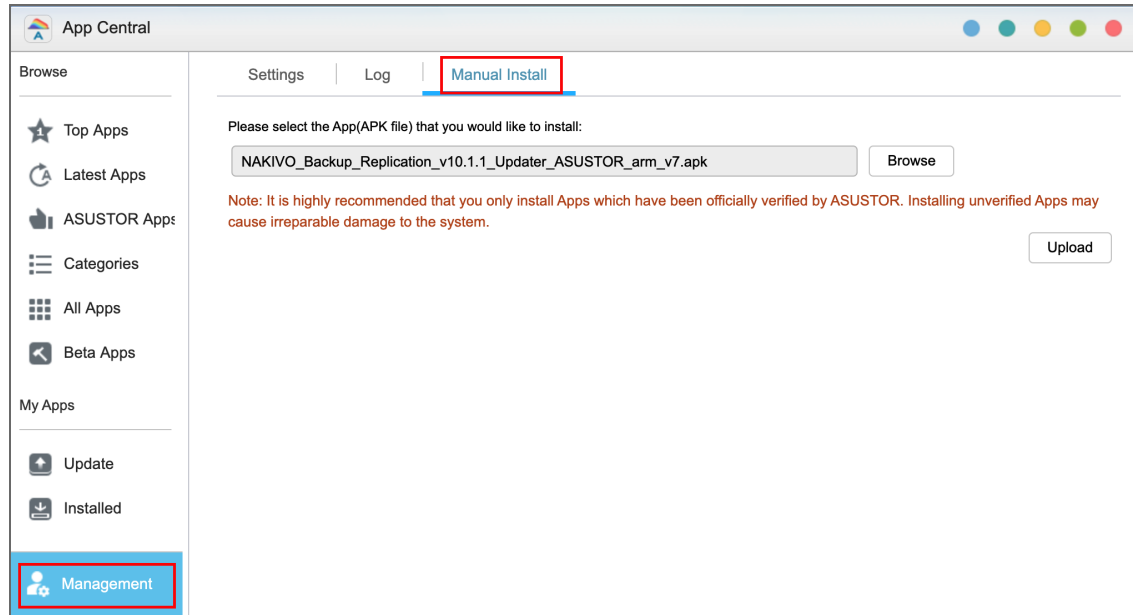 App Central
Browse
Top Apps
Latest Apps
ASUSTOR Apps
Categories
All Apps
Beta Apps
My Apps
Update
Installed
Management
Settings
Log
Manual Install
Please select the App(APK file) that you would like to install:
NAKIVO_Backup_Replication_v10.1.1_Updater_ASUSTOR_arm_v7.apk
Browse
Note: It is highly recommended that you only install Apps which have been officially verified by ASUSTOR. Installing unverified Apps may
cause irreparable damage to the system.
Upload